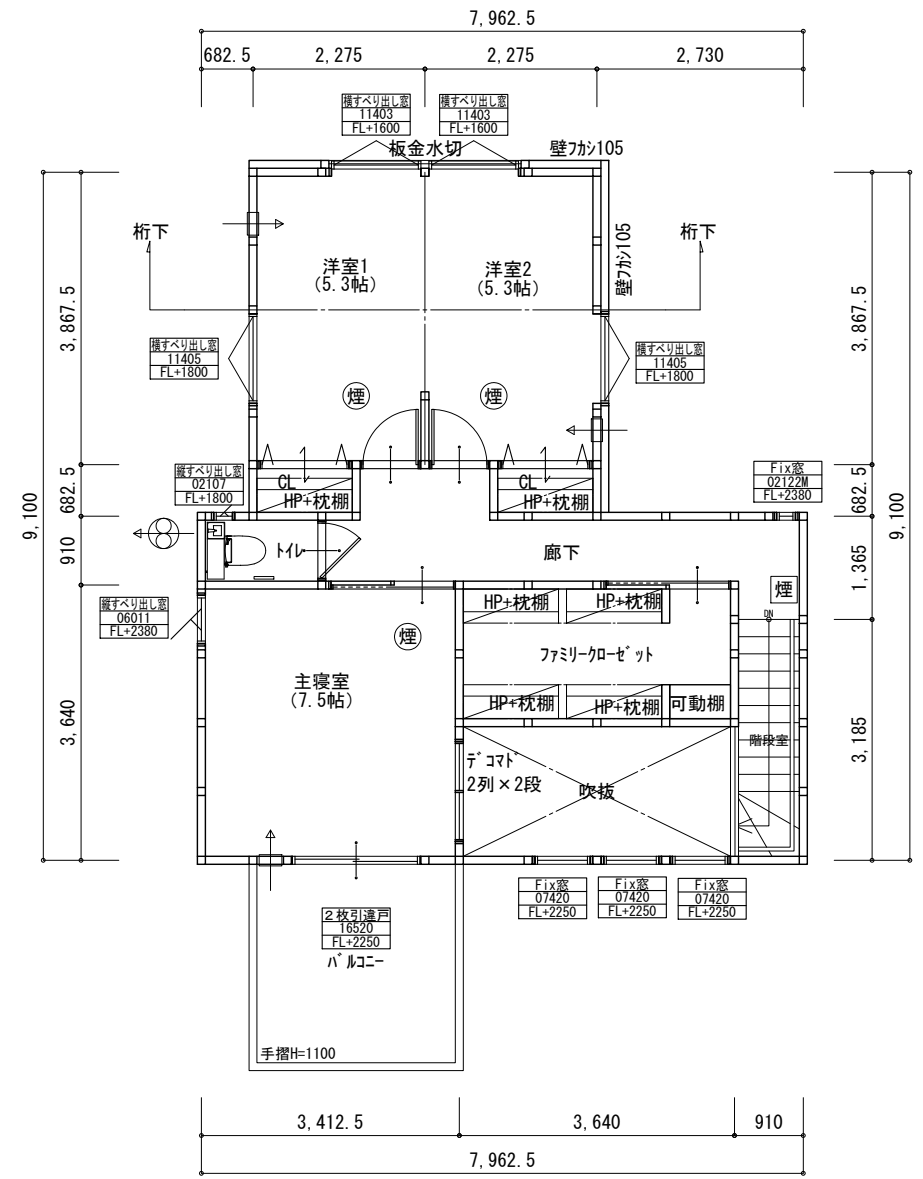 7,962.5
682.5
2,275
2,275
2,730
横すべり出し窓
11403
FL+1600
横すべり出し窓
11403
FL+1600
板金水切
壁フカシ105
桁下
壁フカシ105
桁下
洋室1
(5.3帖)
洋室2
(5.3帖)
3,867.5
3,867.5
横すべり出し窓
11405
FL+1800
横すべり出し窓
11405
FL+1800
煙
煙
縦すべり出し窓
02107
FL+1800
CL
HP+枕棚
CL
HP+枕棚
Fix窓
02122M
FL+2380
682.5
682.5
9,100
9,100
910
トイレ
廊下
1,365
縦すべり出し窓
06011
FL+2380
煙
HP+枕棚
HP+枕棚
煙
DN
ファミリークローゼット
主寝室
(7.5帖)
3,640
HP+枕棚
HP+枕棚
可動棚
3,185
階段室
デコマド
2列×2段
吹抜
2枚引違戸
16520
FL+2250
バルコニー
Fix窓
07420
FL+2250
Fix窓
07420
FL+2250
Fix窓
07420
FL+2250
手摺H=1100
3,412.5
3,640
910
7,962.5